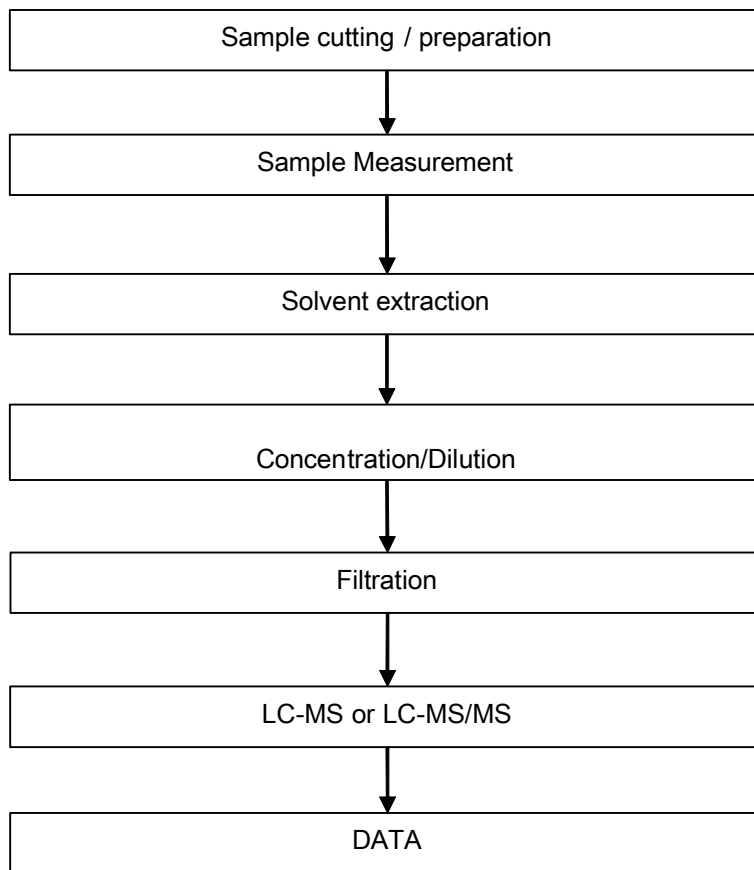 Sample cutting / preparation
Sample Measurement
Solvent extraction
Concentration/Dilution
Filtration
LC-MS or LC-MS/MS
DATA